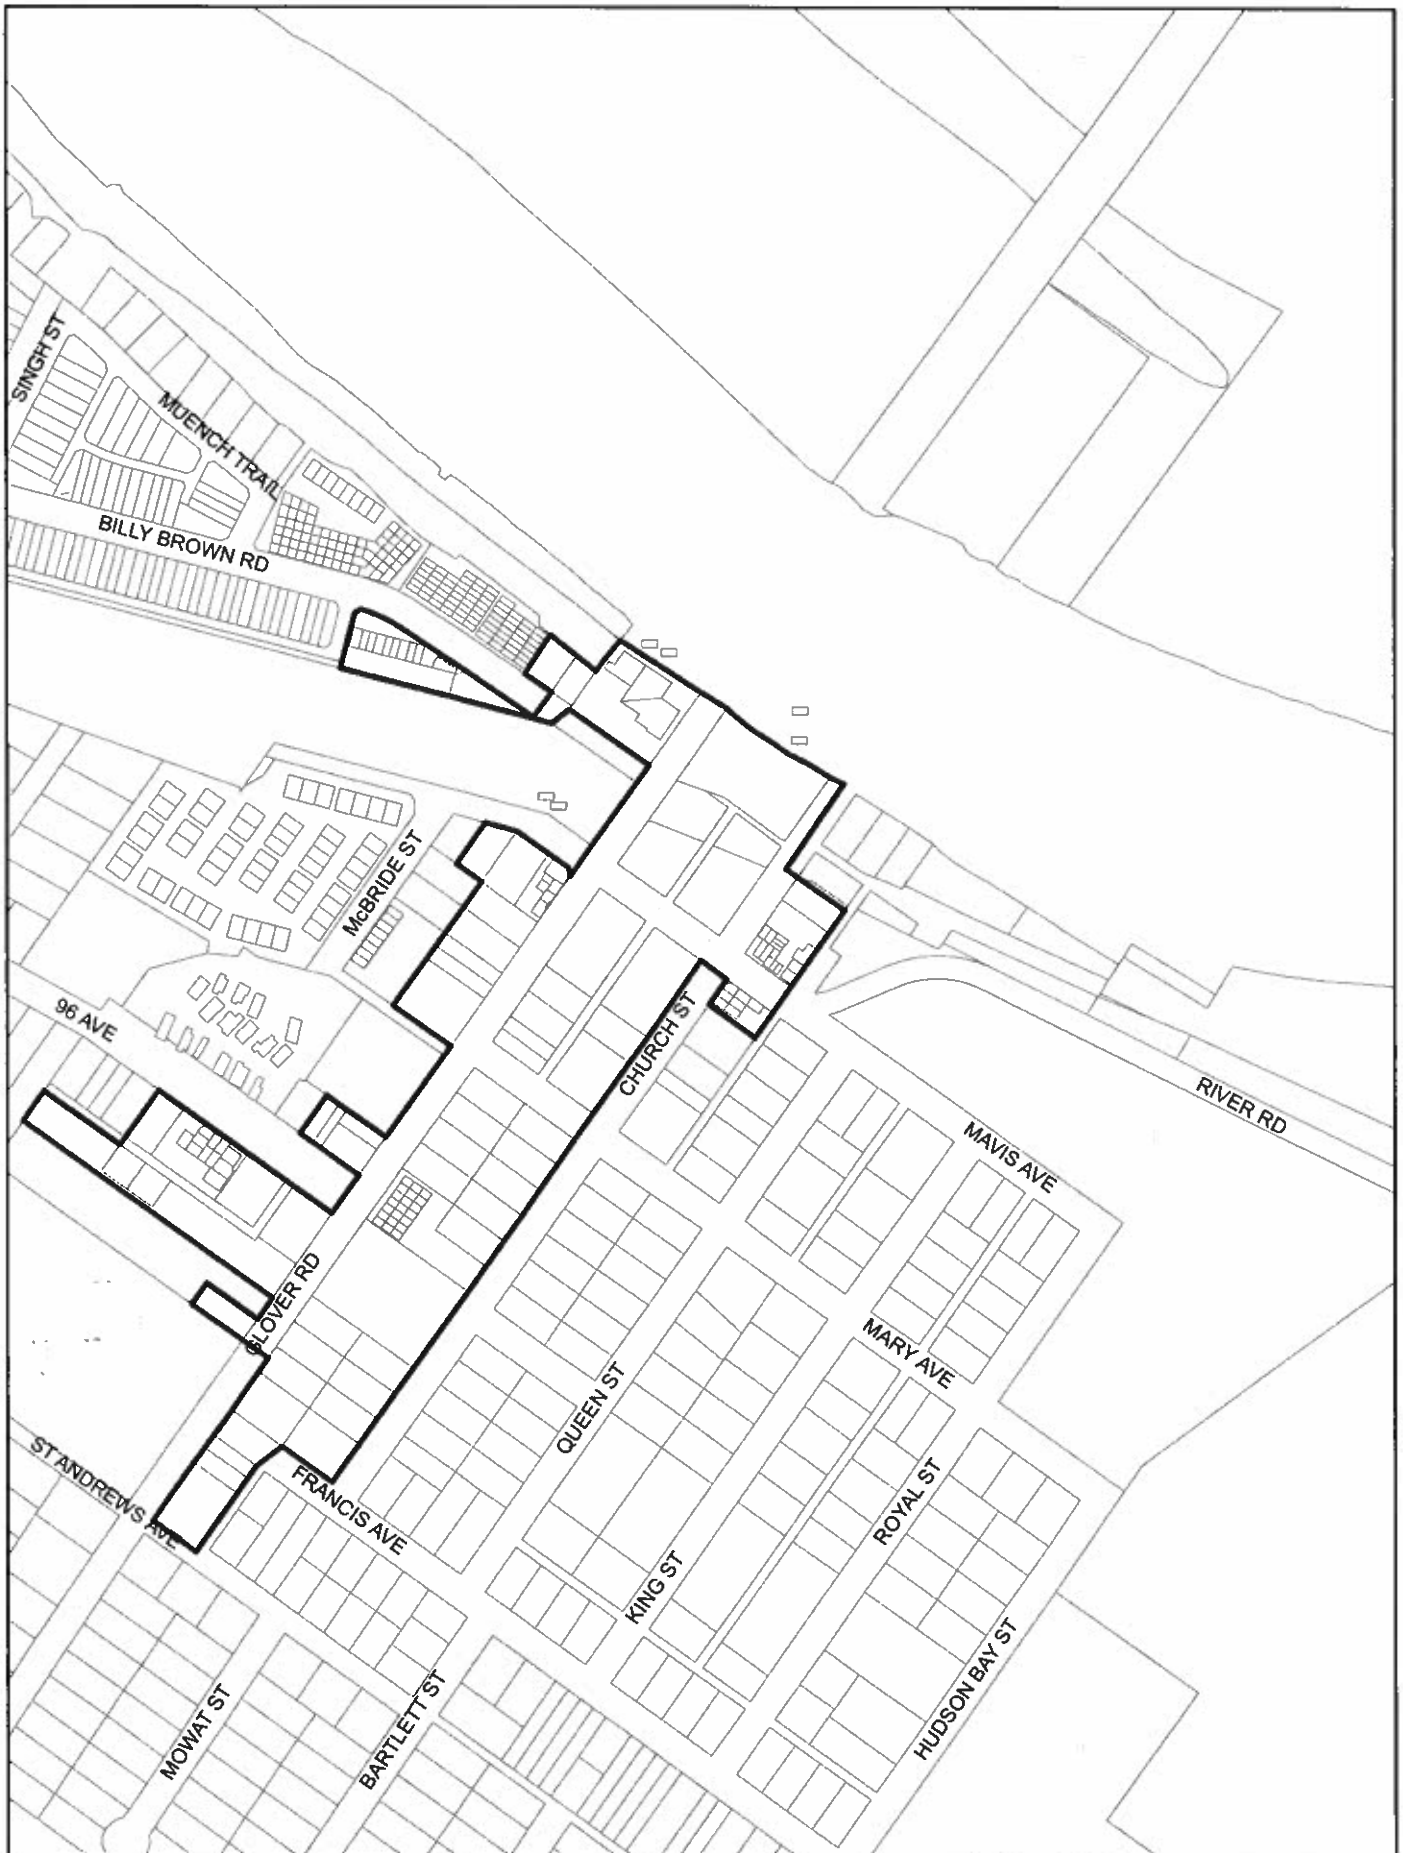 SINGH ST
MUENCH TRAIL
BILLY BROWN RD
McBRIDE ST
96 AVE
CHURCH ST
RIVER RD
MAVIS AVE
GLOVER RD
MARY AVE
QUEEN ST
ST ANDREWS AVE
FRANCIS AVE
ROYAL ST
KING ST
HUDSON BAY ST
MOWAT ST
BARTLETT ST